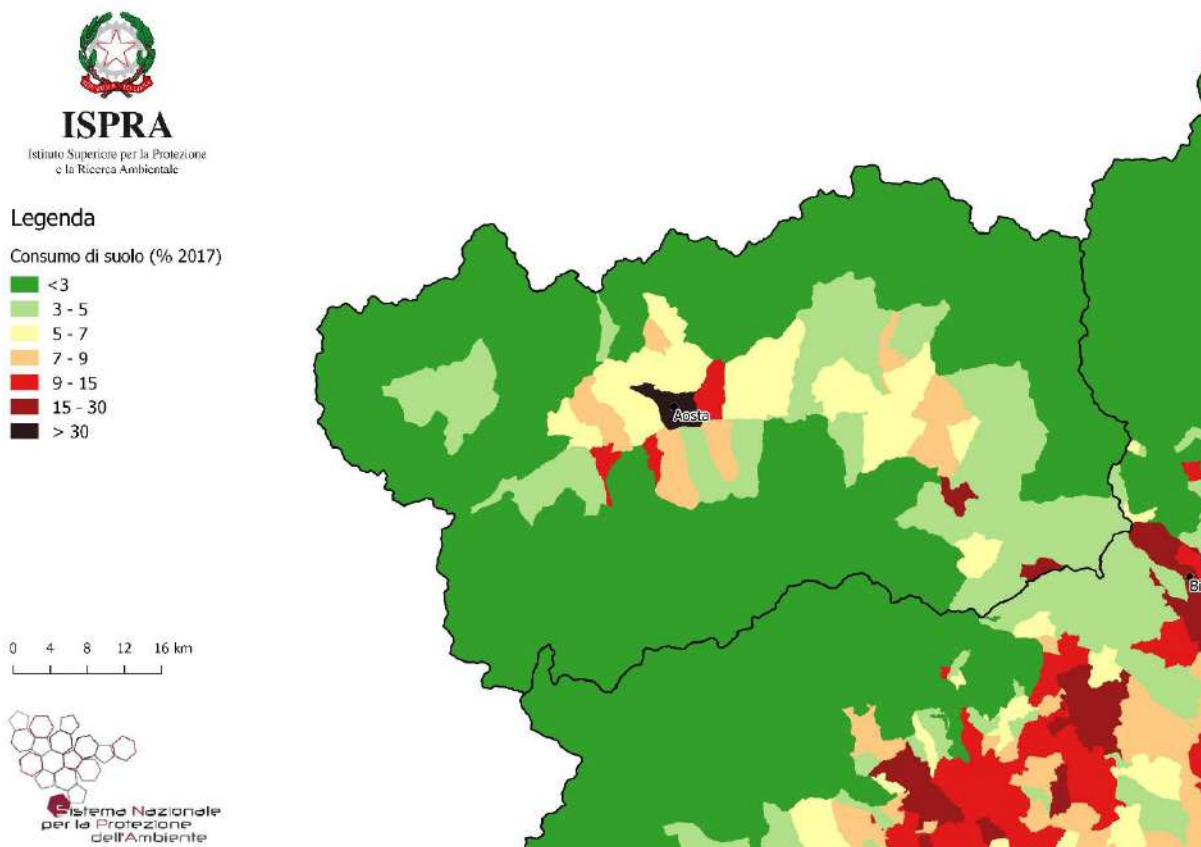 ISPRA
Istituto Superiore per la Protezione
e la Ricerca Ambientale
Legenda
Consumo di suolo (% 2017)
<3
3 - 5
5 - 7
7 - 9
9 - 15
15 - 30
> 30
Aosta
Bi
0 4 8 12 16 km
Sistema Nazionale
per la Protezione
dell'Ambiente